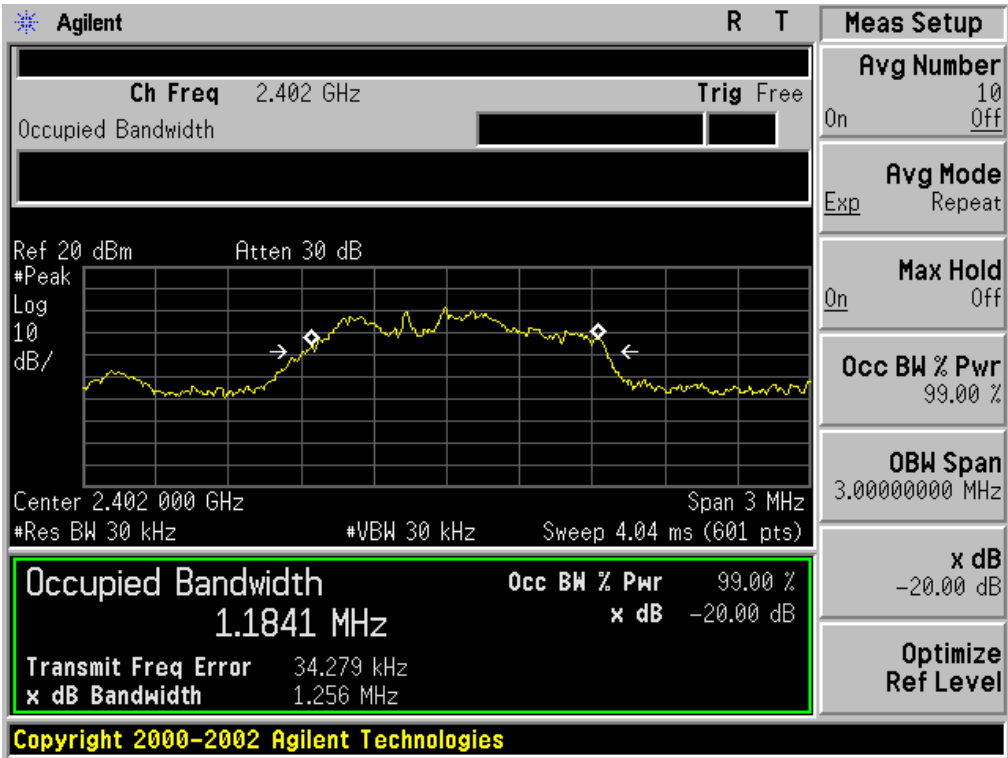 Agilent R T
Ch Freq 2.402 GHz Trig Free
Occupied Bandwidth
Ref 20 dBm Atten 30 dB
#Peak
Log
10
dB/
Center 2.402 000 GHz Span 3 MHz
#Res BW 30 kHz #VBW 30 kHz Sweep 4.04 ms (601 pts)
Occupied Bandwidth Occ BW % Pwr 99.00 %
1.1841 MHz x dB -20.00 dB
Transmit Freq Error 34.279 kHz
x dB Bandwidth 1.256 MHz
Copyright 2000-2002 Agilent Technologies
Meas Setup
Avg Number
10
On Off
Avg Mode
Exp Repeat
Max Hold
On Off
Occ BW % Pwr
99.00 %
OBW Span
3.00000000 MHz
x dB
-20.00 dB
Optimize
Ref Level